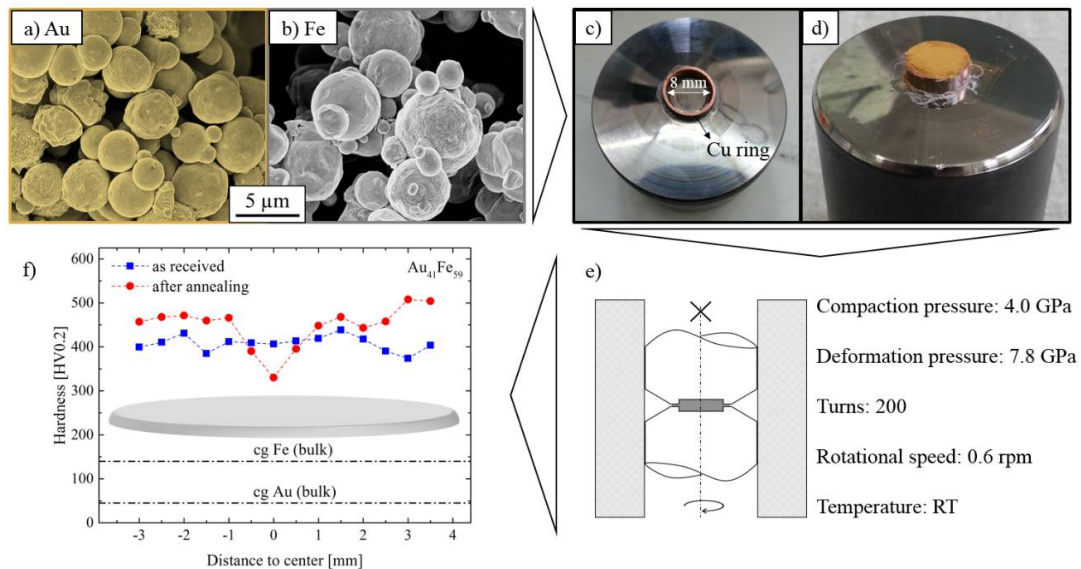 a) Au
b) Fe
5 µm
c)
8 mm
Cu ring
d)
f)
as received
after annealing
Au41Fe59
Hardness [HV0.2]
600
500
400
300
200
100
0
cg Fe (bulk)
cg Au (bulk)
-3 -2 -1 0 1 2 3 4
Distance to center [mm]
e)
Compaction pressure: 4.0 GPa
Deformation pressure: 7.8 GPa
Turns: 200
Rotational speed: 0.6 rpm
Temperature: RT